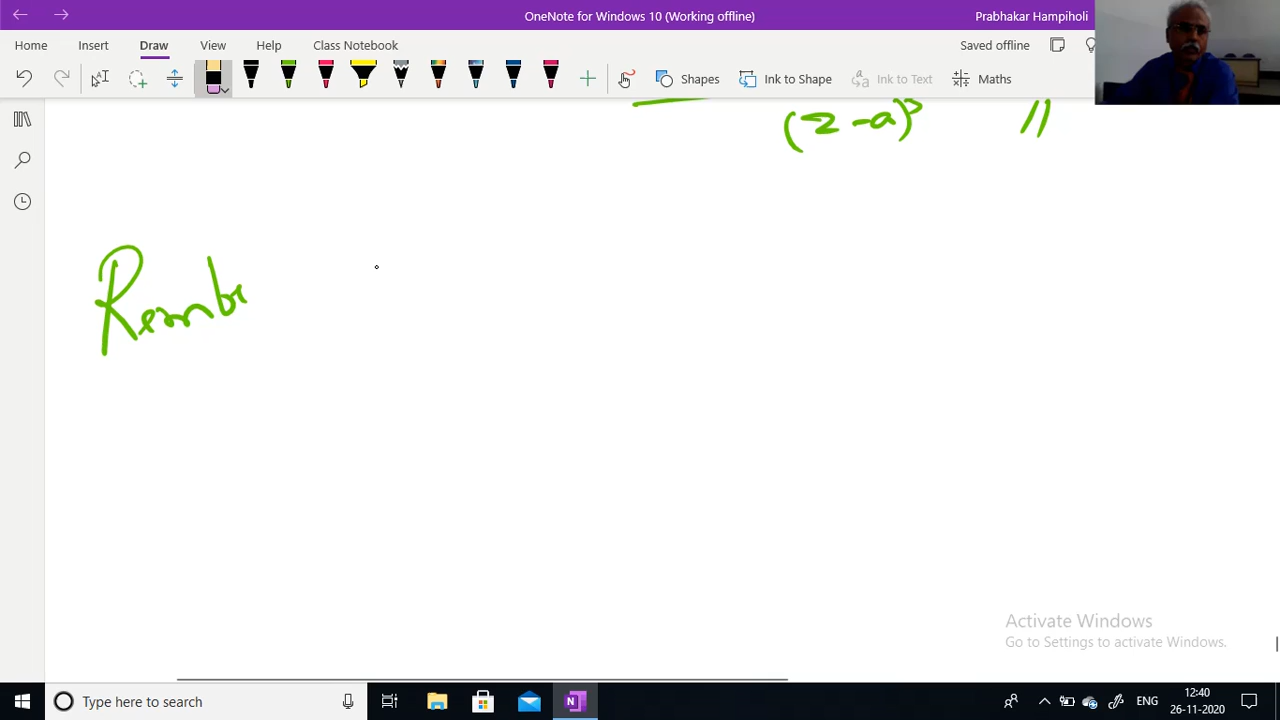 OneNote for Windows 10 (Working offline)
Prabhakar Hampiholi
Home Insert Draw View Help Class Notebook
Saved offline
Shapes Ink to Shape Ink to Text Maths
(z-a)³ //
Rembe
Activate Windows
Go to Settings to activate Windows.
Type here to search
ENG
12:40
26-11-2020